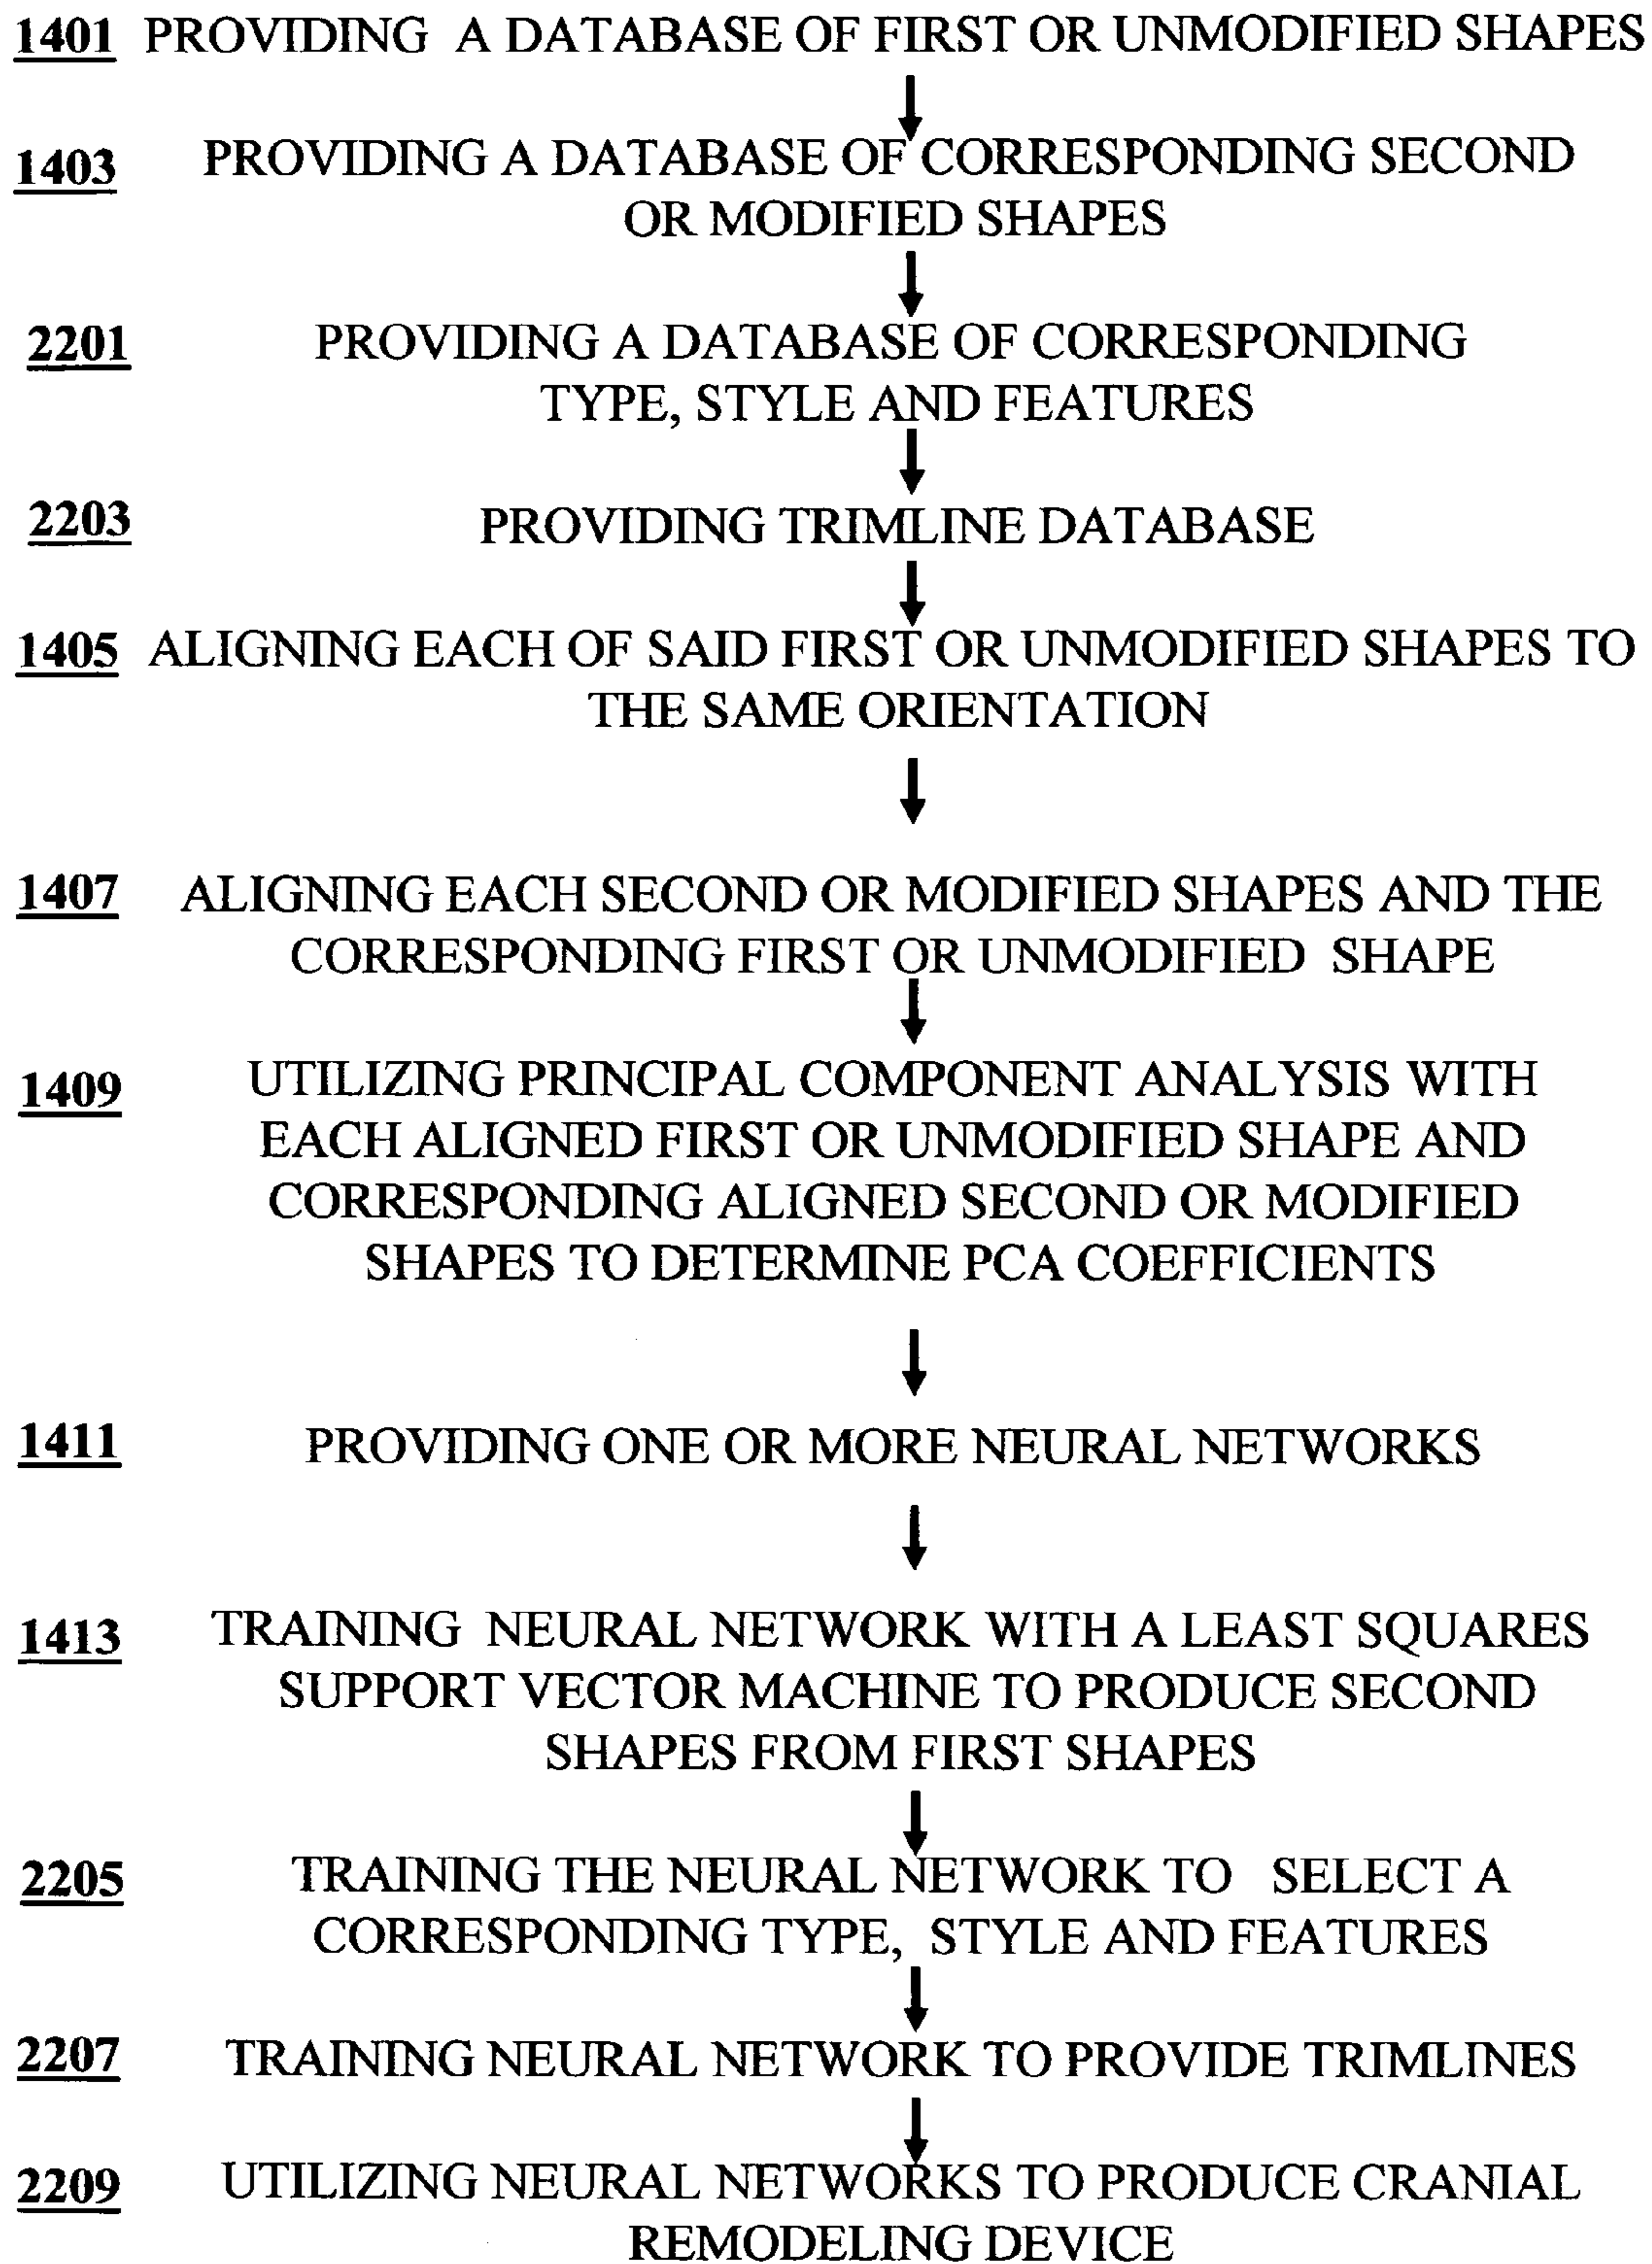 1401 PROVIDING A DATABASE OF FIRST OR UNMODIFIED SHAPES
1403 PROVIDING A DATABASE OF CORRESPONDING SECOND
OR MODIFIED SHAPES
2201 PROVIDING A DATABASE OF CORRESPONDING
TYPE, STYLE AND FEATURES
2203 PROVIDING TRIMLINE DATABASE
1405 ALIGNING EACH OF SAID FIRST OR UNMODIFIED SHAPES TO
THE SAME ORIENTATION
1407 ALIGNING EACH SECOND OR MODIFIED SHAPES AND THE
CORRESPONDING FIRST OR UNMODIFIED SHAPE
1409 UTILIZING PRINCIPAL COMPONENT ANALYSIS WITH
EACH ALIGNED FIRST OR UNMODIFIED SHAPE AND
CORRESPONDING ALIGNED SECOND OR MODIFIED
SHAPES TO DETERMINE PCA COEFFICIENTS
1411 PROVIDING ONE OR MORE NEURAL NETWORKS
1413 TRAINING NEURAL NETWORK WITH A LEAST SQUARES
SUPPORT VECTOR MACHINE TO PRODUCE SECOND
SHAPES FROM FIRST SHAPES
2205 TRAINING THE NEURAL NETWORK TO SELECT A
CORRESPONDING TYPE, STYLE AND FEATURES
2207 TRAINING NEURAL NETWORK TO PROVIDE TRIMLINES
2209 UTILIZING NEURAL NETWORKS TO PRODUCE CRANIAL
REMODELING DEVICE